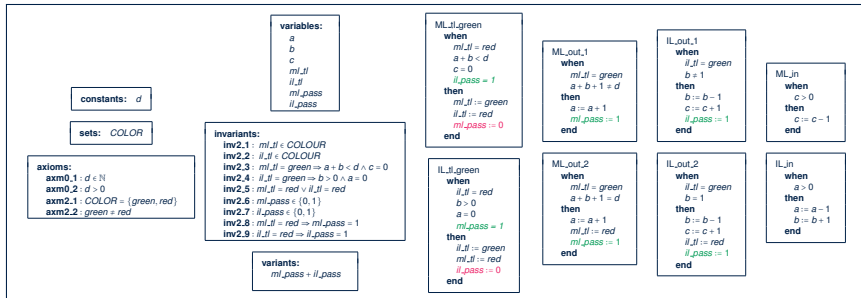 constants: d
sets: COLOR
axioms:
axm0_1 : d ∈ ℕ
axm0_2 : d > 0
axm2_1 : COLOR = {green, red}
axm2_2 : green ≠ red
variables:
a
b
c
ml_tl
il_tl
ml_pass
il_pass
invariants:
inv2_1 : ml_tl ∈ COLOUR
inv2_2 : il_tl ∈ COLOUR
inv2_3 : ml_tl = green ⇒ a + b < d ∧ c = 0
inv2_4 : il_tl = green ⇒ b > 0 ∧ a = 0
inv2_5 : ml_tl = red ∨ il_tl = red
inv2_6 : ml_pass ∈ {0, 1}
inv2_7 : il_pass ∈ {0, 1}
inv2_8 : ml_tl = red ⇒ ml_pass = 1
inv2_9 : il_tl = red ⇒ il_pass = 1
variants:
ml_pass + il_pass
ML_tl_green
when
ml_tl = red
a + b < d
c = 0
il_pass = 1
then
ml_tl := green
il_tl := red
ml_pass := 0
end
IL_tl_green
when
il_tl = red
b > 0
a = 0
ml_pass = 1
then
il_tl := green
ml_tl := red
il_pass := 0
end
ML_out_1
when
ml_tl = green
a + b + 1 ≠ d
then
a := a + 1
ml_pass := 1
end
ML_out_2
when
ml_tl = green
a + b + 1 = d
then
a := a + 1
ml_tl := red
ml_pass := 1
end
IL_out_1
when
il_tl = green
b ≠ 1
then
b := b − 1
c := c + 1
il_pass := 1
end
IL_out_2
when
il_tl = green
b = 1
then
b := b − 1
c := c + 1
il_tl := red
il_pass := 1
end
ML_in
when
c > 0
then
c := c − 1
end
IL_in
when
a > 0
then
a := a − 1
b := b + 1
end